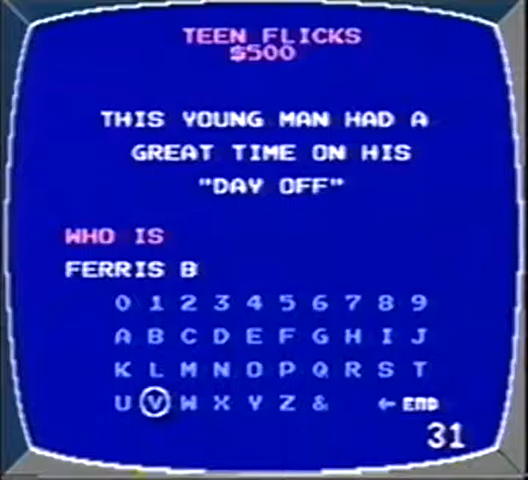 TEEN FLICKS
$500
THIS YOUNG MAN HAD A
GREAT TIME ON HIS
"DAY OFF"
WHO IS
FERRIS B
0 1 2 3 4 5 6 7 8 9
A B C D E F G H I J
K L M N O P Q R S T
U V W X Y Z & ← END
31